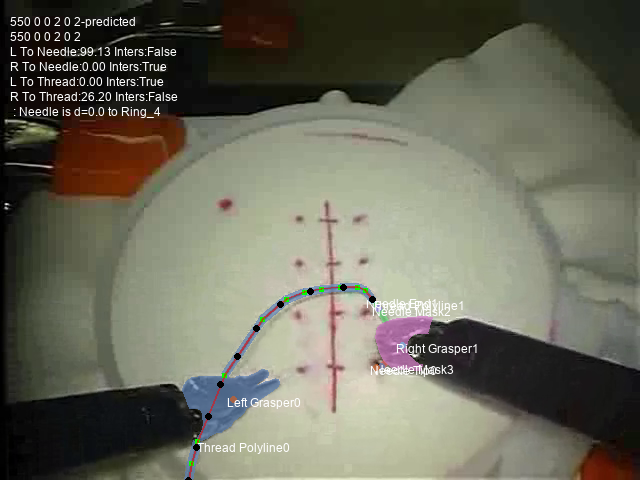 550 0 0 2 0 2-predicted
550 0 0 2 0 2
L To Needle:99.13 Inters:False
R To Needle:0.00 Inters:True
L To Thread:0.00 Inters:True
R To Thread:26.20 Inters:False
: Needle is d=0.0 to Ring_4
Needle Mask2
Right Grasper1
Left Grasper0
Thread Polyline0